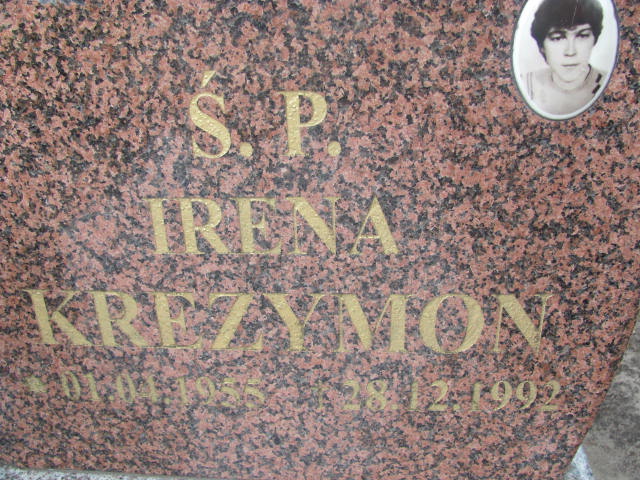 Ś. P.
IRENA
KREZYMON
* 01.04.1955 † 28.12.1992